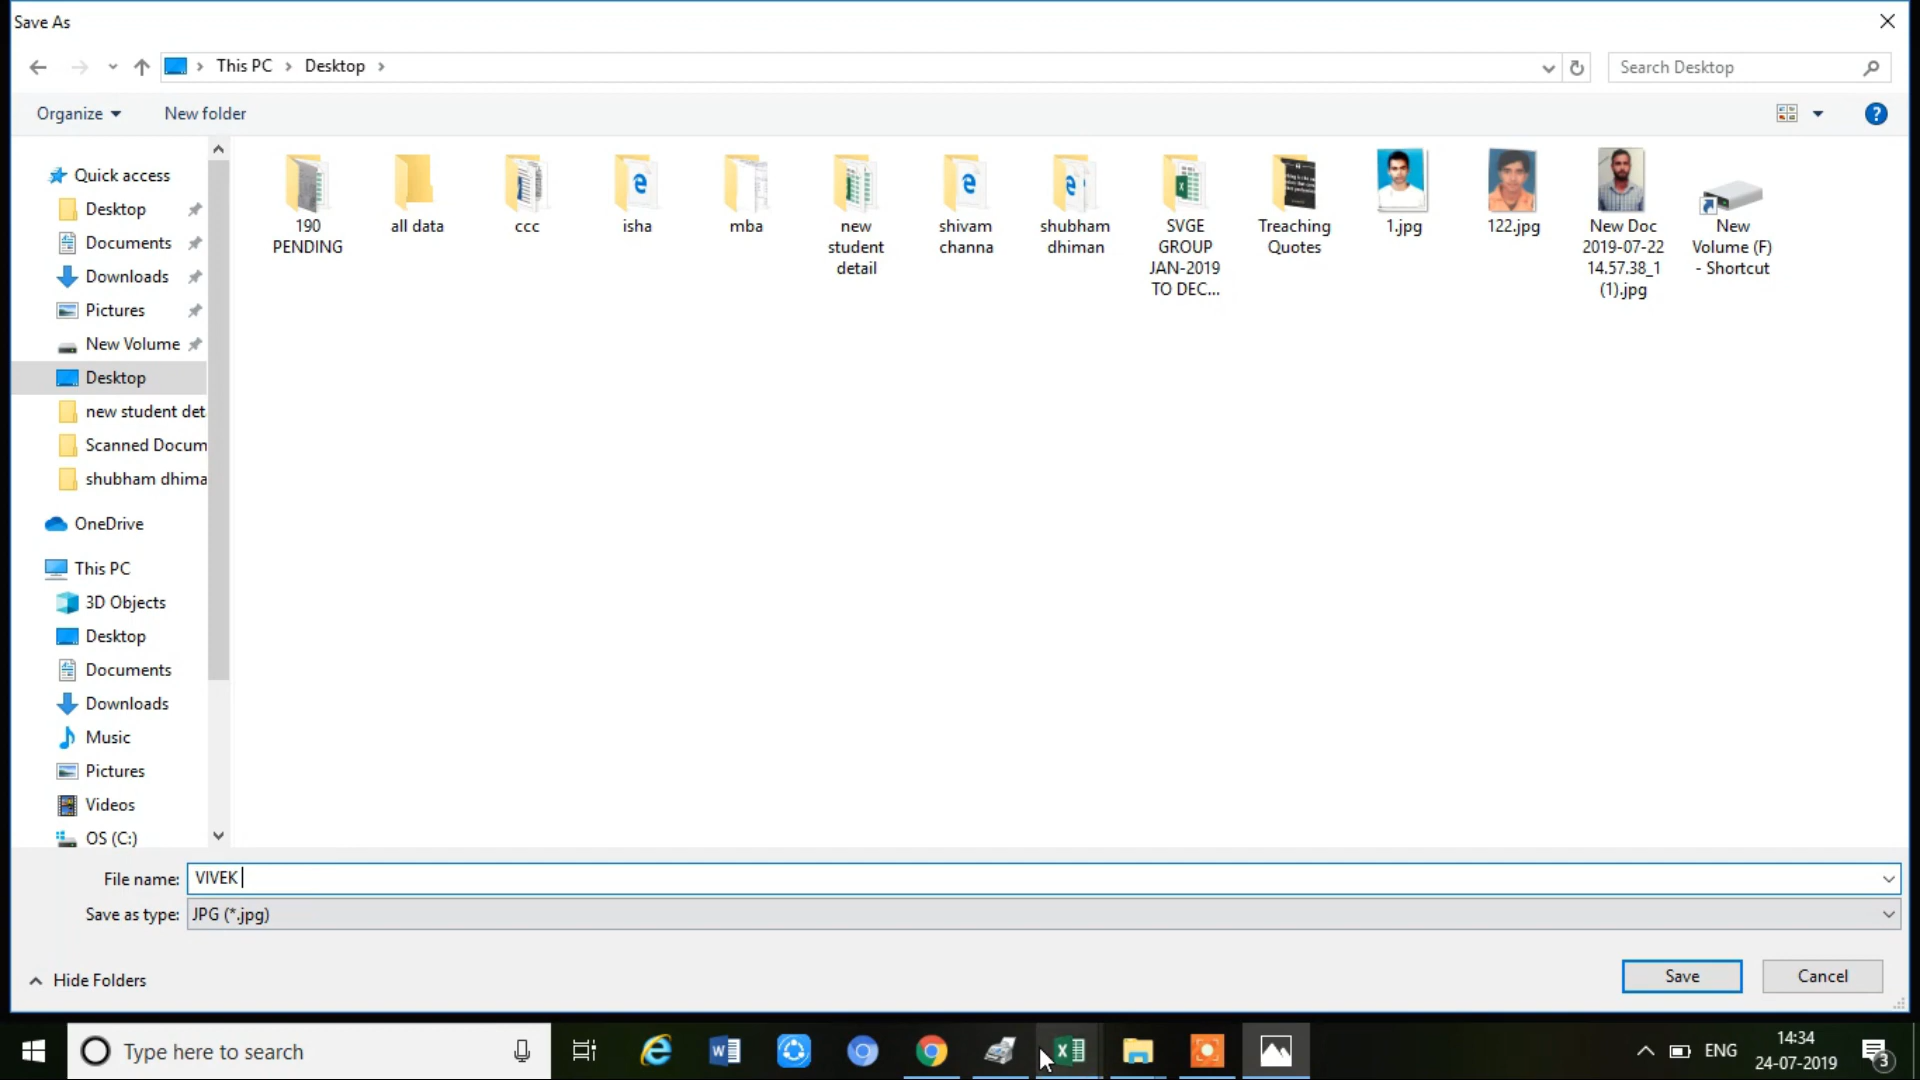 Save As
This PC
Desktop
Search Desktop
Organize
New folder
Quick access
Desktop
Documents
Downloads
Pictures
New Volume
Desktop
new student det
Scanned Docum
shubham dhima
OneDrive
This PC
3D Objects
Desktop
Documents
Downloads
Music
Pictures
Videos
OS (C:)
190
PENDING
all data
ccc
isha
mba
new
student
detail
shivam
channa
shubham
dhiman
SVGE
GROUP
JAN-2019
TO DEC...
Treaching
Quotes
1.jpg
122.jpg
New Doc
2019-07-22
14.57.38_1
(1).jpg
New
Volume (F)
- Shortcut
File name: VIVEK
Save as type: JPG (*.jpg)
Hide Folders
Save
Cancel
Type here to search
ENG
14:34
24-07-2019
3